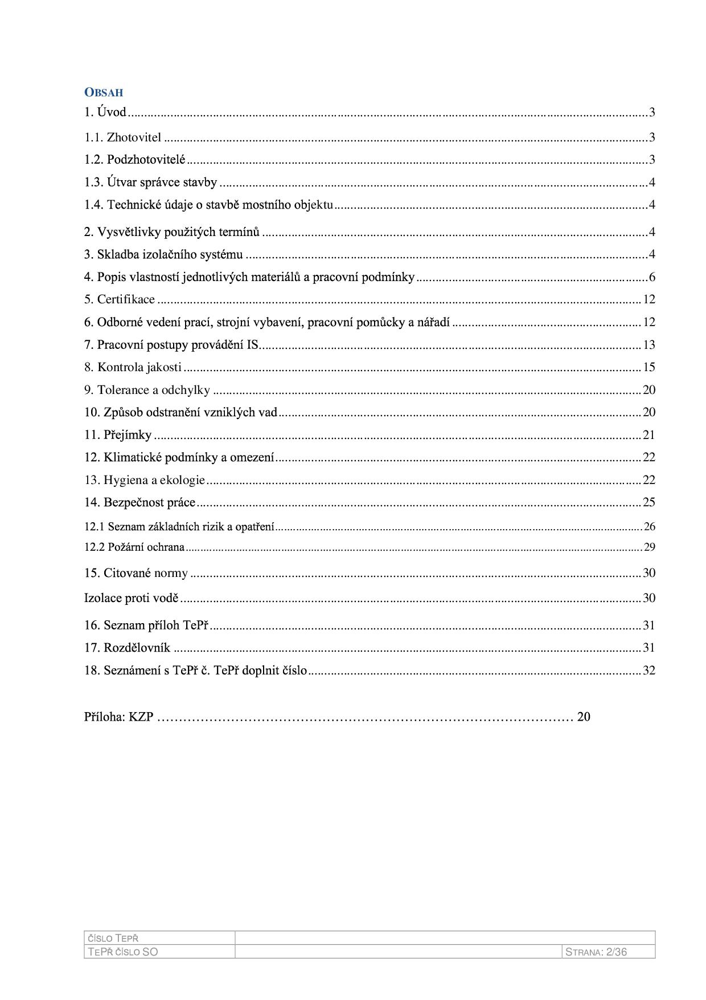 OBSAH
1. Úvod ........ 3
1.1. Zhotovitel ........ 3
1.2. Podzhotovitelé ........ 3
1.3. Útvar správce stavby ........ 4
1.4. Technické údaje o stavbě mostního objektu ........ 4
2. Vysvětlivky použitých termínů ........ 4
3. Skladba izolačního systému ........ 4
4. Popis vlastností jednotlivých materiálů a pracovní podmínky ........ 6
5. Certifikace ........ 12
6. Odborné vedení prací, strojní vybavení, pracovní pomůcky a nářadí ........ 12
7. Pracovní postupy provádění IS ........ 13
8. Kontrola jakosti ........ 15
9. Tolerance a odchylky ........ 20
10. Způsob odstranění vzniklých vad ........ 20
11. Přejímky ........ 21
12. Klimatické podmínky a omezení ........ 22
13. Hygiena a ekologie ........ 22
14. Bezpečnost práce ........ 25
12.1 Seznam základních rizik a opatření ........ 26
12.2 Požární ochrana ........ 29
15. Citované normy ........ 30
Izolace proti vodě ........ 30
16. Seznam příloh TePř ........ 31
17. Rozdělovník ........ 31
18. Seznámení s TePř č. TePř doplnit číslo ........ 32
Příloha: KZP ........ 20
ČÍSLO TEPŘ
TEPŘ ČÍSLO SO STRANA: 2/36